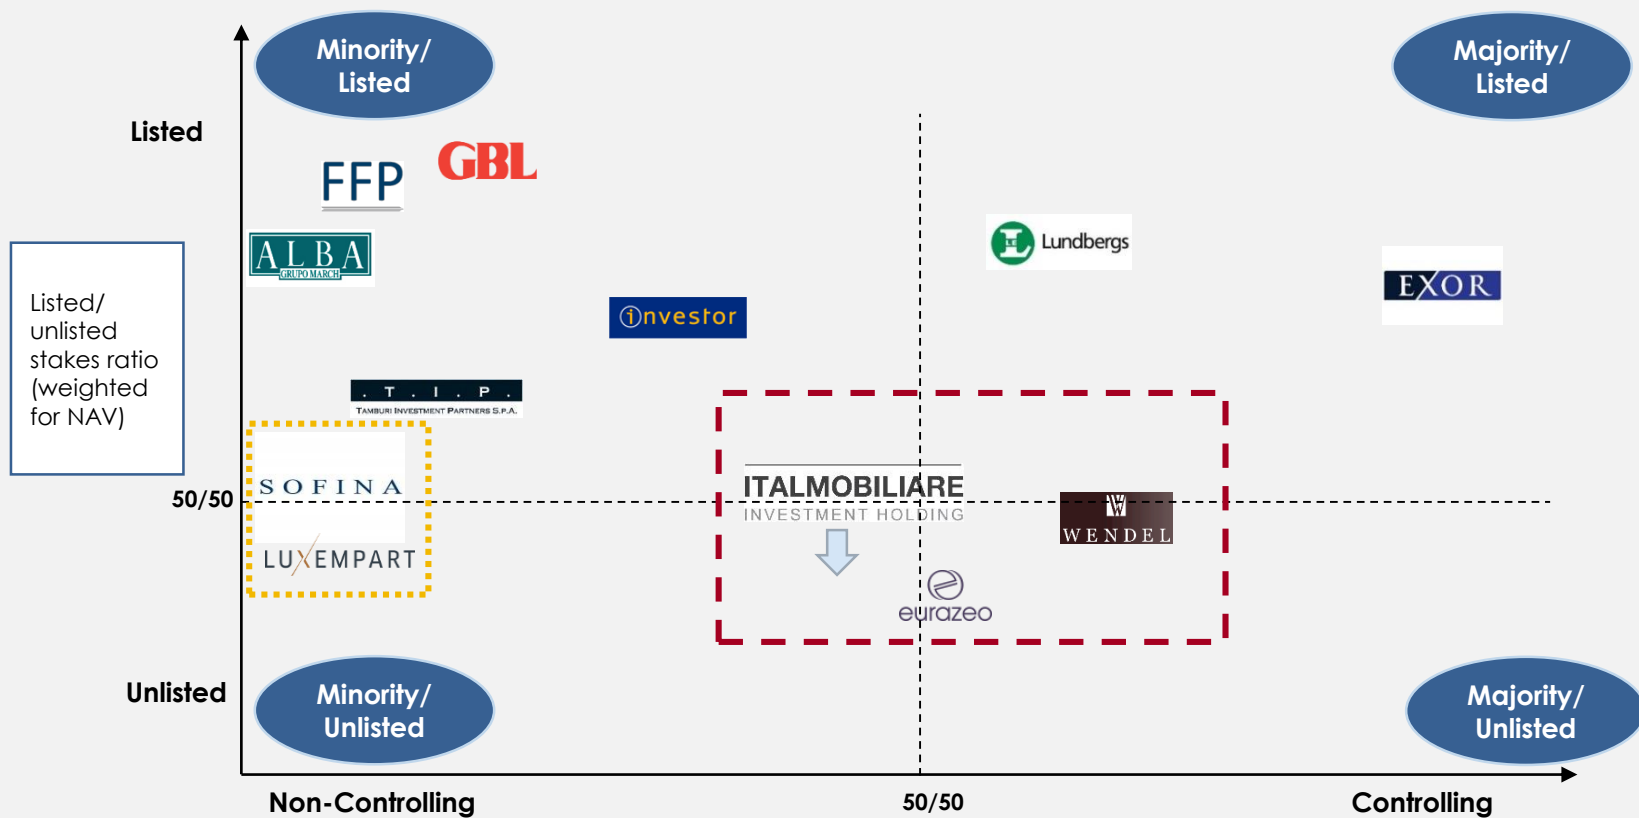 Minority/
Listed
Majority/
Listed
Listed
FFP
GBL
ALBA
GRUPO MARCH
Lundbergs
EXOR
Listed/
unlisted
stakes ratio
(weighted
for NAV)
investor
. T . I . P .
TAMBURI INVESTMENT PARTNERS S.P.A.
SOFINA
50/50
ITALMOBILIARE
INVESTMENT HOLDING
W
WENDEL
LUXEMPART
eurazeo
Unlisted
Minority/
Unlisted
Majority/
Unlisted
Non-Controlling
50/50
Controlling